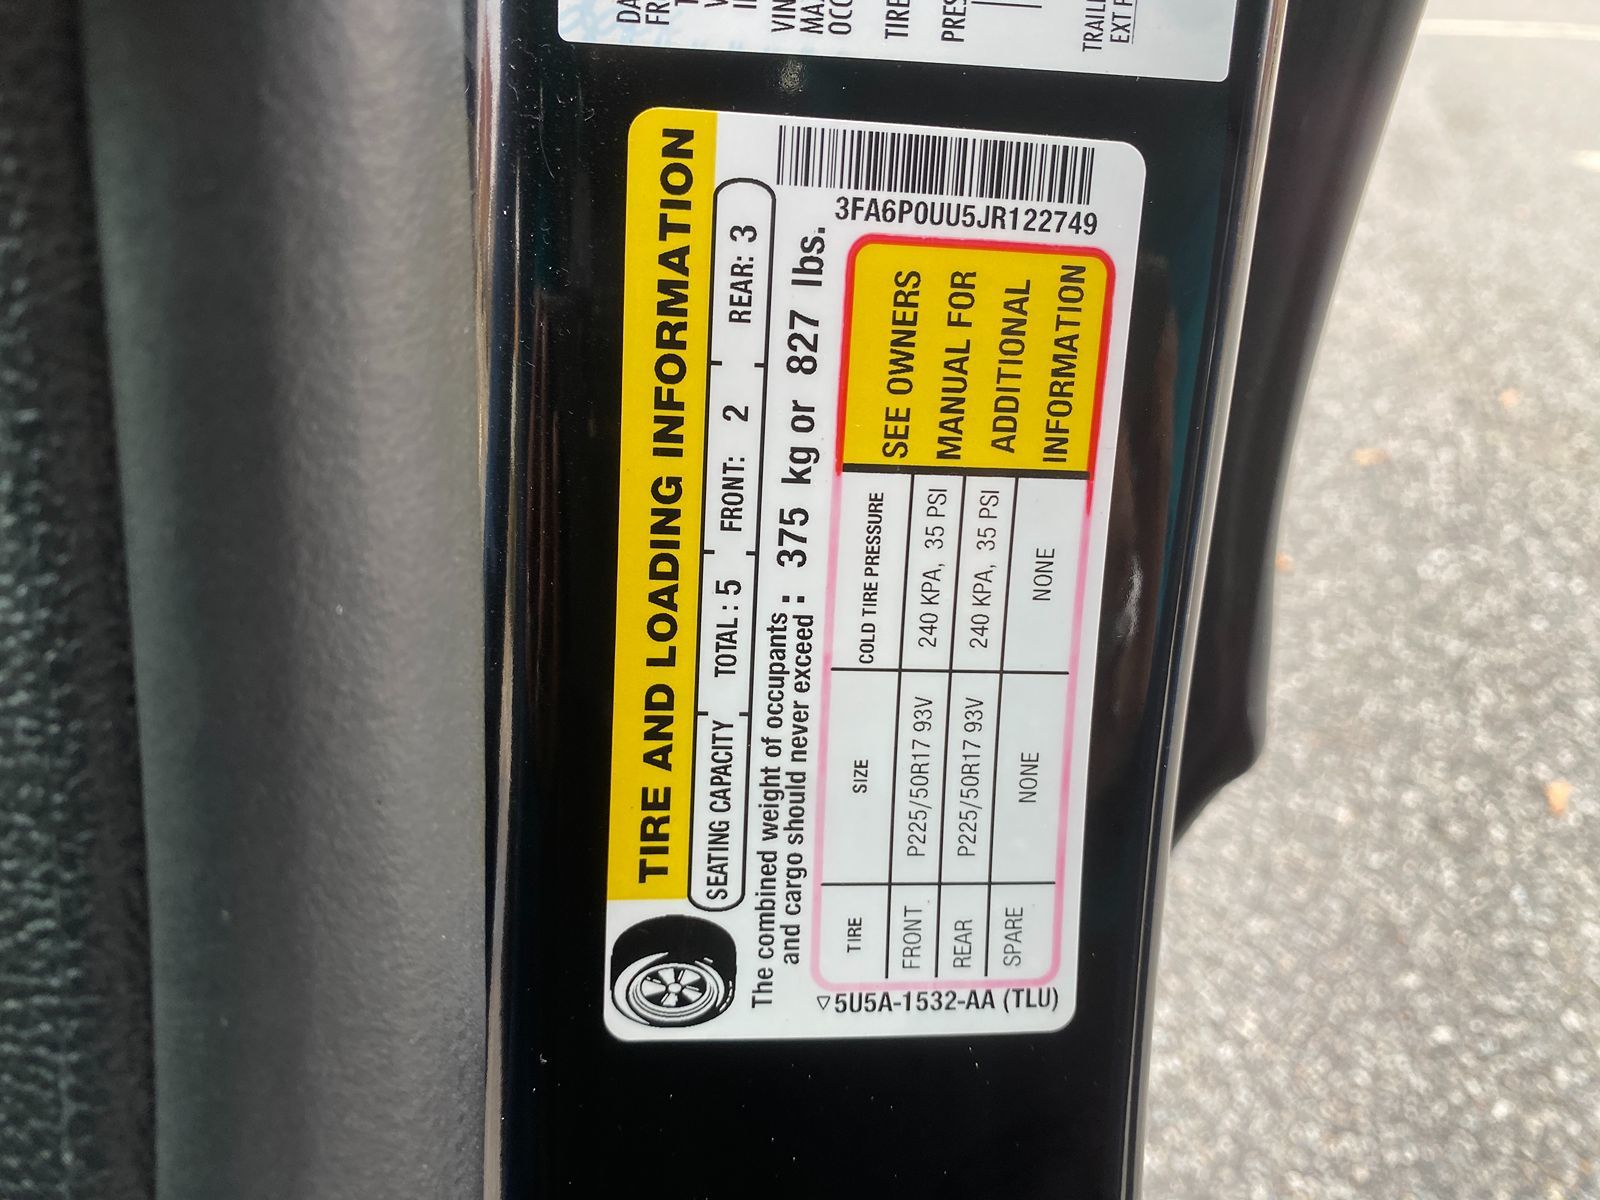 TIRE AND LOADING INFORMATION
SEATING CAPACITY TOTAL : 5 FRONT: 2 REAR: 3
The combined weight of occupants
and cargo should never exceed : 375 kg or 827 lbs.
3FA6P0UU5JR122749
TIRE SIZE COLD TIRE PRESSURE
FRONT P225/50R17 93V 240 KPA, 35 PSI
REAR P225/50R17 93V 240 KPA, 35 PSI
SPARE NONE NONE
SEE OWNERS
MANUAL FOR
ADDITIONAL
INFORMATION
5U5A-1532-AA (TLU)
VIN
TIRE
EXT